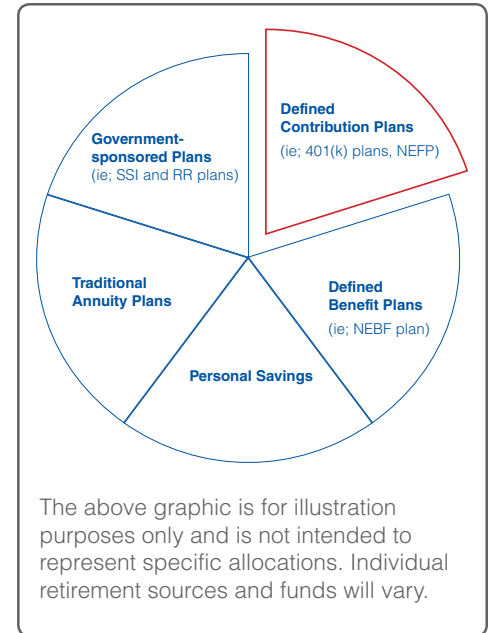 Defined
Contribution Plans
(ie; 401(k) plans, NEFP)
Government-
sponsored Plans
(ie; SSI and RR plans)
Traditional
Annuity Plans
Defined
Benefit Plans
(ie; NEBF plan)
Personal Savings
The above graphic is for illustration
purposes only and is not intended to
represent specific allocations. Individual
retirement sources and funds will vary.